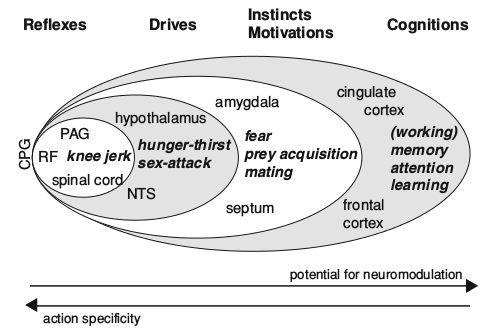 Reflexes
Drives
Instincts
Motivations
Cognitions
CPG
PAG
RF
knee jerk
spinal cord
hypothalamus
hunger-thirst
sex-attack
NTS
amygdala
fear
prey acquisition
mating
septum
cingulate
cortex
(working)
memory
attention
learning
frontal
cortex
potential for neuromodulation
action specificity